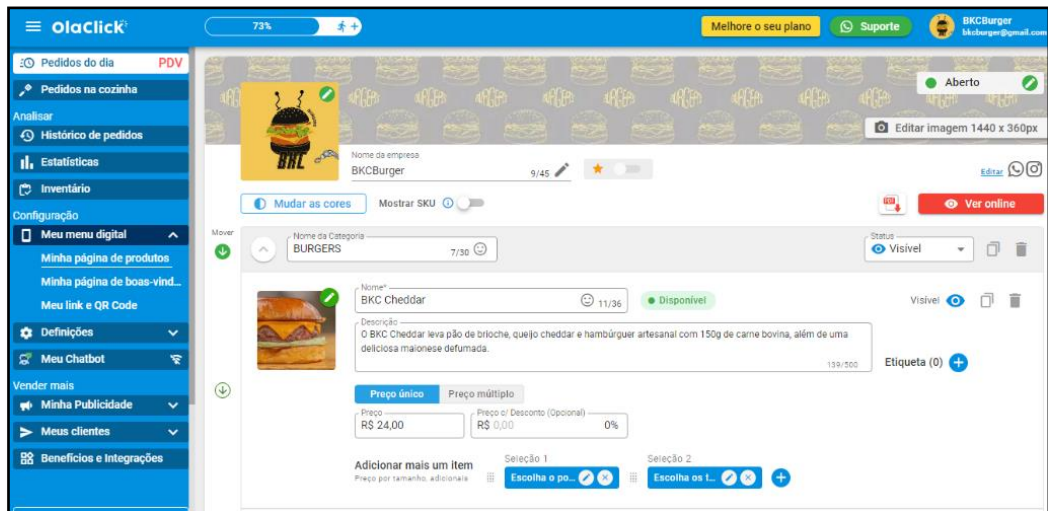 OlaClick
73%
Melhore o seu plano
Suporte
BKCBurger
bkcburger@gmail.com
Pedidos do dia PDV
Pedidos na cozinha
Analisar
Histórico de pedidos
Estatísticas
Inventário
Configuração
Meu menu digital
Minha página de produtos
Minha página de boas-vind...
Meu link e QR Code
Definições
Meu Chatbot
Vender mais
Minha Publicidade
Meus clientes
Benefícios e Integrações
Aberto
Editar imagem 1440 x 360px
BKC
Nome da empresa
BKCBurger 9/45
Editar
Mudar as cores
Mostrar SKU
PDF
Ver online
Mover
Nome da Categoria
BURGERS 7/30
Status
Visível
Nome*
BKC Cheddar 11/36
Disponível
Visível
Descrição
O BKC Cheddar leva pão de brioche, queijo cheddar e hambúrguer artesanal com 150g de carne bovina, além de uma
deliciosa maionese defumada.
139/500
Etiqueta (0)
Preço único
Preço múltiplo
Preço
R$ 24,00
Preço c/ Desconto (Opcional)
R$ 0,00 0%
Adicionar mais um item
Preço por tamanho, adicionais
Seleção 1
Escolha o po...
Seleção 2
Escolha os t...